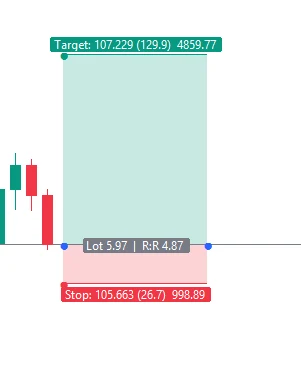 Target: 107.229 (129.9)  4859.77
Lot 5.97 | R:R 4.87
Stop: 105.663 (26.7)  998.89